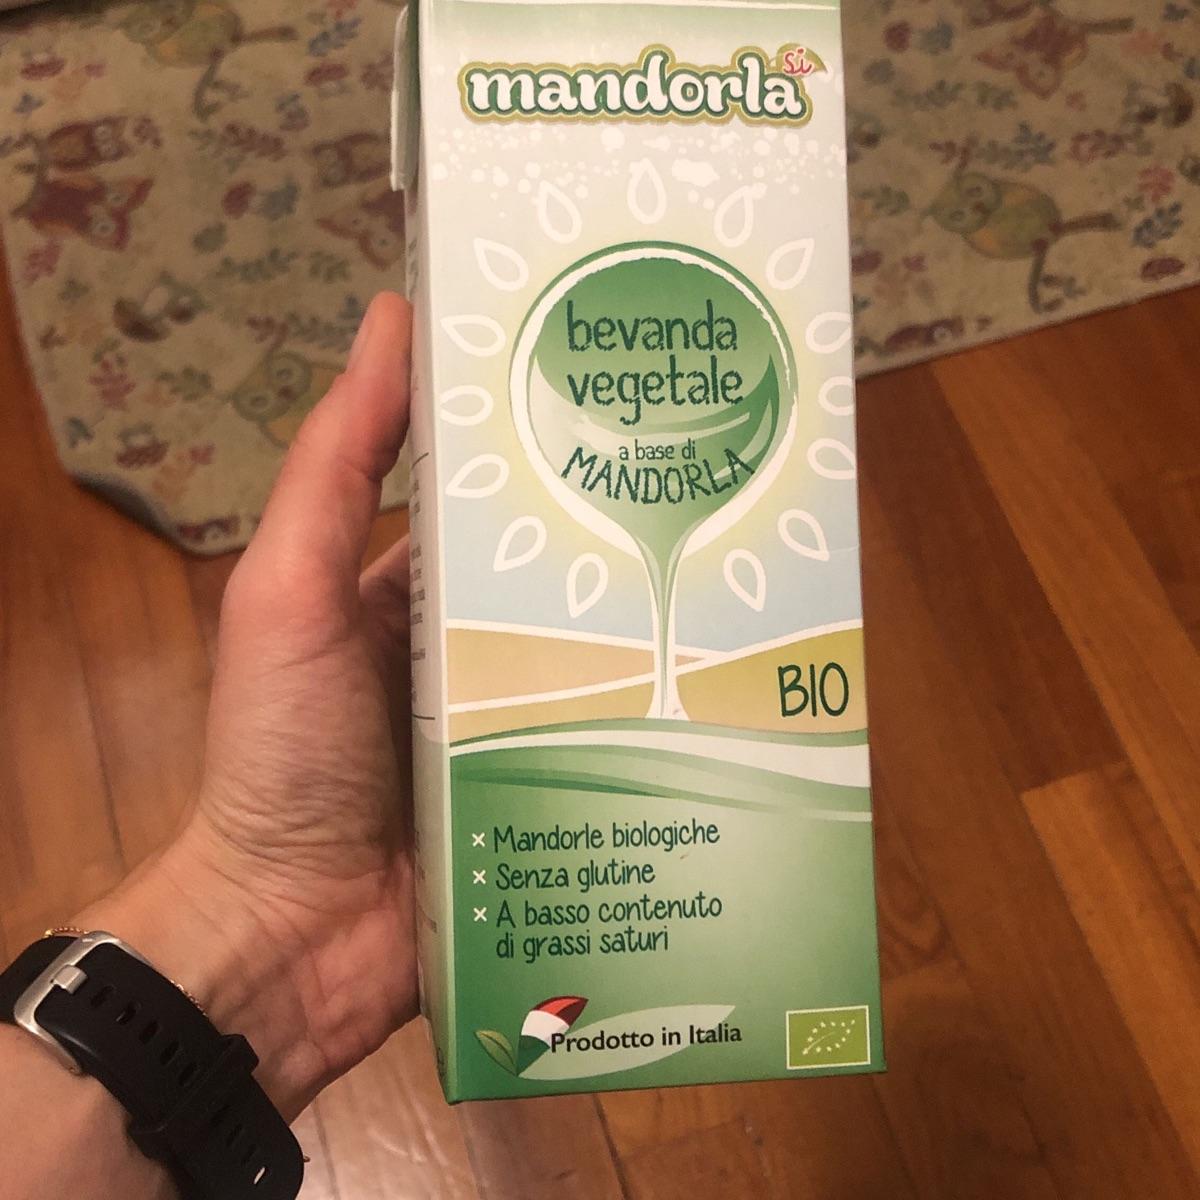 mandorla
Si
bevanda
vegetale
a base di
MANDORLA
BIO
× Mandorle biologiche
× Senza glutine
× A basso contenuto
di grassi saturi
Prodotto in Italia